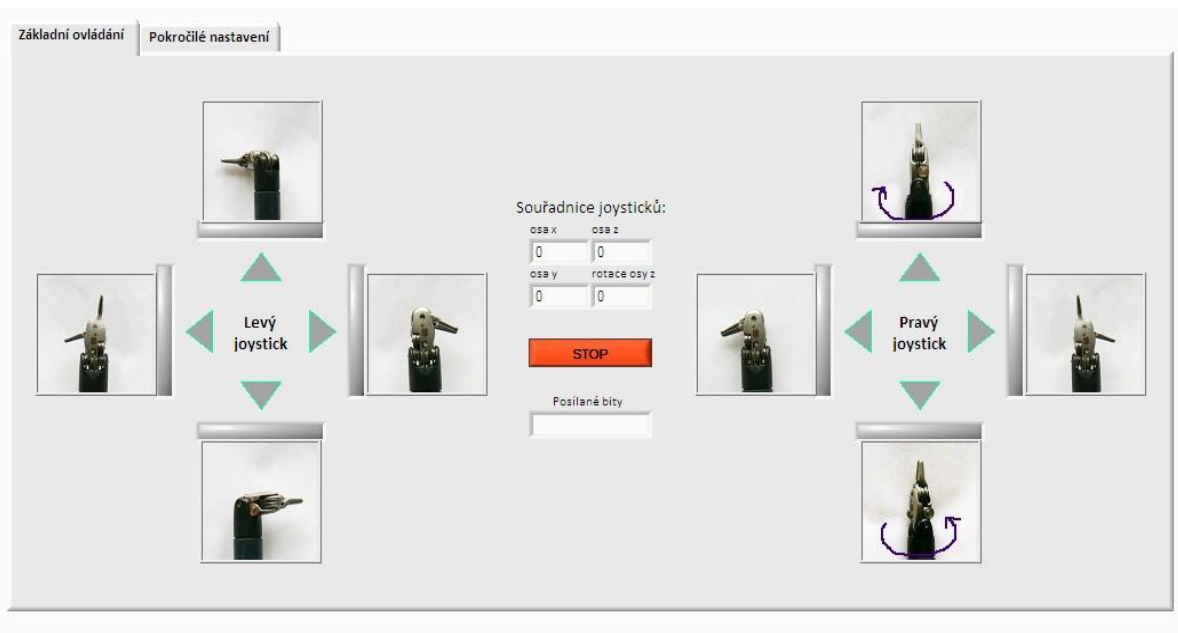 Základní ovládání
Pokročilé nastavení
Souřadnice joysticků:
osa x
osa z
0
0
osa y
rotace osy z
0
0
Levý
joystick
STOP
Pravý
joystick
Posílané bity